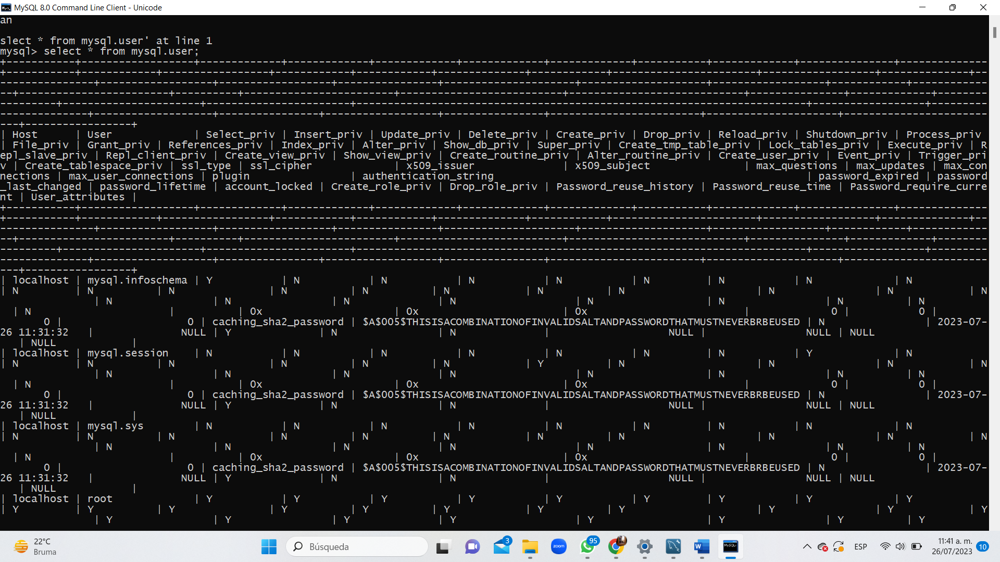 MySQL 8.0 Command Line Client - Unicode
an
slect * from mysql.user' at line 1
mysql> select * from mysql.user;
+-----------+------------------+-------------+-------------+-------------+-------------+-------------+-----------+-------------+---------------+--------------
+-----------+------------+-----------------+------------+------------+--------------+------------+-----------------------+------------------+--------------+--
---------------+------------------+------------------+----------------+---------------------+--------------------+------------------+------------+------------
--+------------------------+----------+------------------------+--------------------------+----------------------------+---------------+-------------+--------
---------+----------------------+-----------------------+------------------------------------------------------------------------+------------------+---------
--------------+-------------------+----------------+------------------+----------------+------------------------+---------------------+-----------------------
---+-----------------+
| Host      | User             | Select_priv | Insert_priv | Update_priv | Delete_priv | Create_priv | Drop_priv | Reload_priv | Shutdown_priv | Process_priv
| File_priv | Grant_priv | References_priv | Index_priv | Alter_priv | Show_db_priv | Super_priv | Create_tmp_table_priv | Lock_tables_priv | Execute_priv | R
epl_slave_priv | Repl_client_priv | Create_view_priv | Show_view_priv | Create_routine_priv | Alter_routine_priv | Create_user_priv | Event_priv | Trigger_pri
v | Create_tablespace_priv | ssl_type | ssl_cipher             | x509_issuer              | x509_subject               | max_questions | max_updates | max_con
nections | max_user_connections | plugin                | authentication_string                                                  | password_expired | password
_last_changed | password_lifetime | account_locked | Create_role_priv | Drop_role_priv | Password_reuse_history | Password_reuse_time | Password_require_curre
nt | User_attributes |
+-----------+------------------+-------------+-------------+-------------+-------------+-------------+-----------+-------------+---------------+--------------
+-----------+------------+-----------------+------------+------------+--------------+------------+-----------------------+------------------+--------------+--
---------------+------------------+------------------+----------------+---------------------+--------------------+------------------+------------+------------
--+------------------------+----------+------------------------+--------------------------+----------------------------+---------------+-------------+--------
---------+----------------------+-----------------------+------------------------------------------------------------------------+------------------+---------
--------------+-------------------+----------------+------------------+----------------+------------------------+---------------------+-----------------------
---+-----------------+
| localhost | mysql.infoschema | Y | N | N | N | N | N | N | N | N
| N | N | N | N | N | N | N | N | N | N | N
| N | N | N | N | N | N | N | N
| N | | 0x | 0x | 0x | 0 | 0 |
0 | 0 | caching_sha2_password | $A$005$THISISACOMBINATIONOFINVALIDSALTANDPASSWORDTHATMUSTNEVERBRBEUSED | N | 2023-07-
26 11:31:32 | NULL | Y | N | N | NULL | NULL | NULL
| NULL |
| localhost | mysql.session | N | N | N | N | N | N | N | Y | N
| N | N | N | N | N | N | Y | N | N | N | N
| N | N | N | N | N | N | N | N
| N | | 0x | 0x | 0x | 0 | 0 |
0 | 0 | caching_sha2_password | $A$005$THISISACOMBINATIONOFINVALIDSALTANDPASSWORDTHATMUSTNEVERBRBEUSED | N | 2023-07-
26 11:31:32 | NULL | Y | N | N | NULL | NULL | NULL
| NULL |
| localhost | mysql.sys | N | N | N | N | N | N | N | N | N
| N | N | N | N | N | N | N | N | N | N | N
| N | N | N | N | N | N | N | N
| N | | 0x | 0x | 0x | 0 | 0 |
0 | 0 | caching_sha2_password | $A$005$THISISACOMBINATIONOFINVALIDSALTANDPASSWORDTHATMUSTNEVERBRBEUSED | N | 2023-07-
26 11:31:32 | NULL | Y | N | N | NULL | NULL | NULL
| NULL |
| localhost | root | Y | Y | Y | Y | Y | Y | Y | Y | Y
| Y | Y | Y | Y | Y | Y | Y | Y | Y | Y | Y
| Y | Y | Y | Y | Y | Y | Y | Y
22°C
Bruma
Búsqueda
3
zoom
95
W
MySQL
ESP
11:41 a. m.
26/07/2023
10